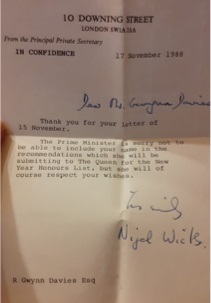 10 DOWNING STREET
LONDON SW1A 2AA
From the Principal Private Secretary
IN CONFIDENCE 17 November 1988
Dear Mr. Gwynn Davies
Thank you for your letter of
15 November.
The Prime Minister is sorry not to
be able to include your name in the
recommendations which she will be
submitting to The Queen for the New
Year Honours List, but she will of
course respect your wishes.
Nigel Wicks.
R Gwynn Davies Esq